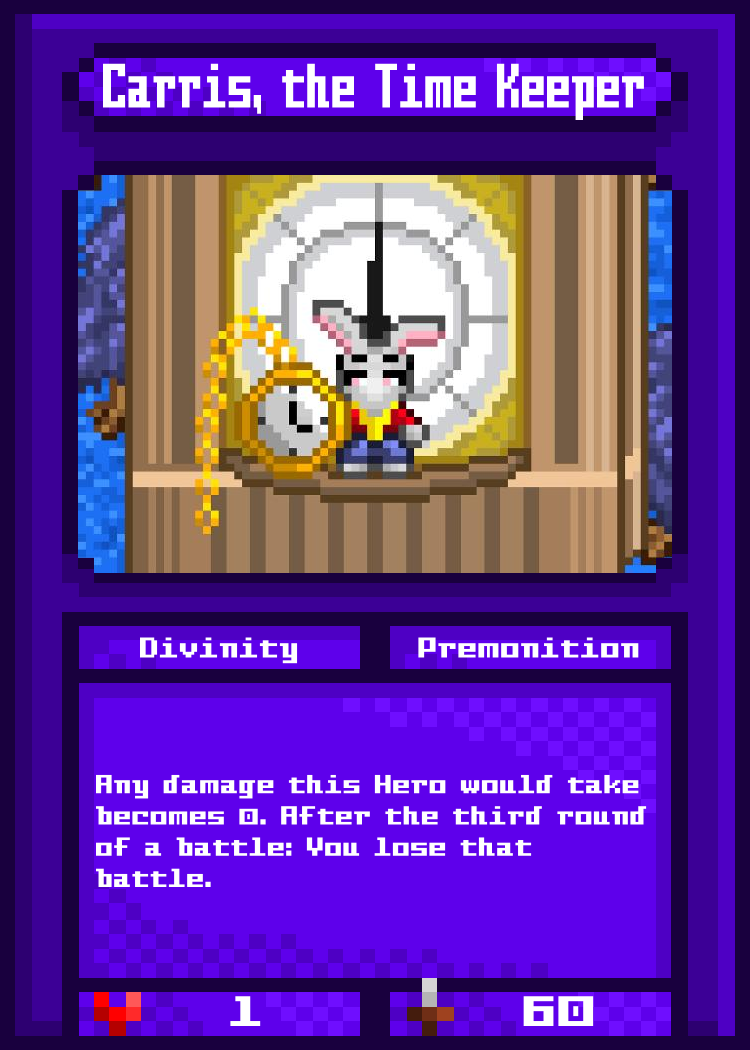 Carris, the Time Keeper
Divinity
Premonition
Any damage this Hero would take
becomes 0. After the third round
of a battle: You lose that
battle.
1
60